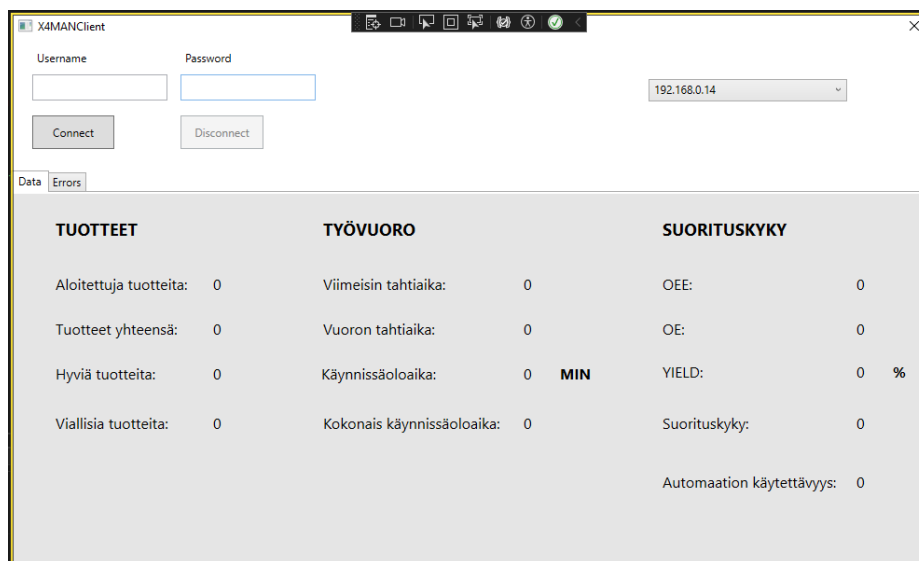 X4MANClient
Username Password
192.168.0.14
Connect Disconnect
Data Errors
TUOTTEET TYÖVUORO SUORITUSKYKY
Aloitettuja tuotteita: 0 Viimeisin tahtiaika: 0 OEE: 0
Tuotteet yhteensä: 0 Vuoron tahtiaika: 0 OE: 0
Hyviä tuotteita: 0 Käynnissäoloaika: 0 MIN YIELD: 0 %
Viallisia tuotteita: 0 Kokonais käynnissäoloaika: 0 Suorituskyky: 0
Automaation käytettävyys: 0